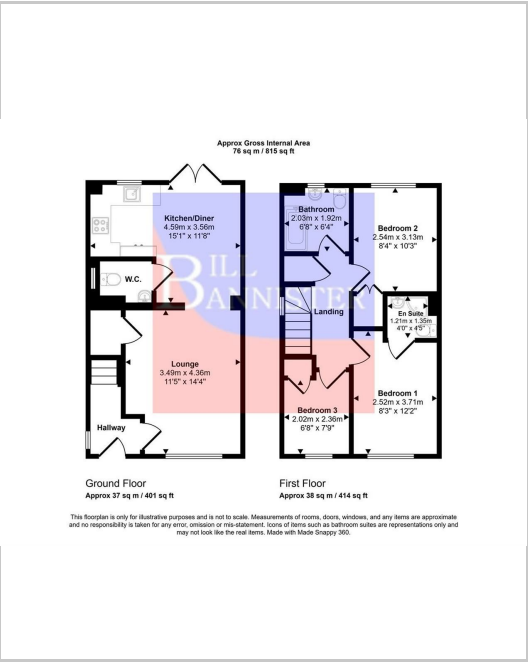 Approx Gross Internal Area
76 sq m / 815 sq ft
Kitchen/Diner
4.59m x 3.56m
15'1" x 11'8"
W.C.
Lounge
3.49m x 4.36m
11'5" x 14'4"
Hallway
Bathroom
2.03m x 1.92m
6'8" x 6'4"
Bedroom 2
2.54m x 3.13m
8'4" x 10'3"
En Suite
1.21m x 1.35m
4'0" x 4'5"
Landing
Bedroom 1
2.52m x 3.71m
8'3" x 12'2"
Bedroom 3
2.02m x 2.36m
6'8" x 7'9"
BILL
BANNISTER
Ground Floor
Approx 37 sq m / 401 sq ft
First Floor
Approx 38 sq m / 414 sq ft
This floorplan is only for illustrative purposes and is not to scale. Measurements of rooms, doors, windows, and any items are approximate
and no responsibility is taken for any error, omission or mis-statement. Icons of items such as bathroom suites are representations only and
may not look like the real items. Made with Made Snappy 360.